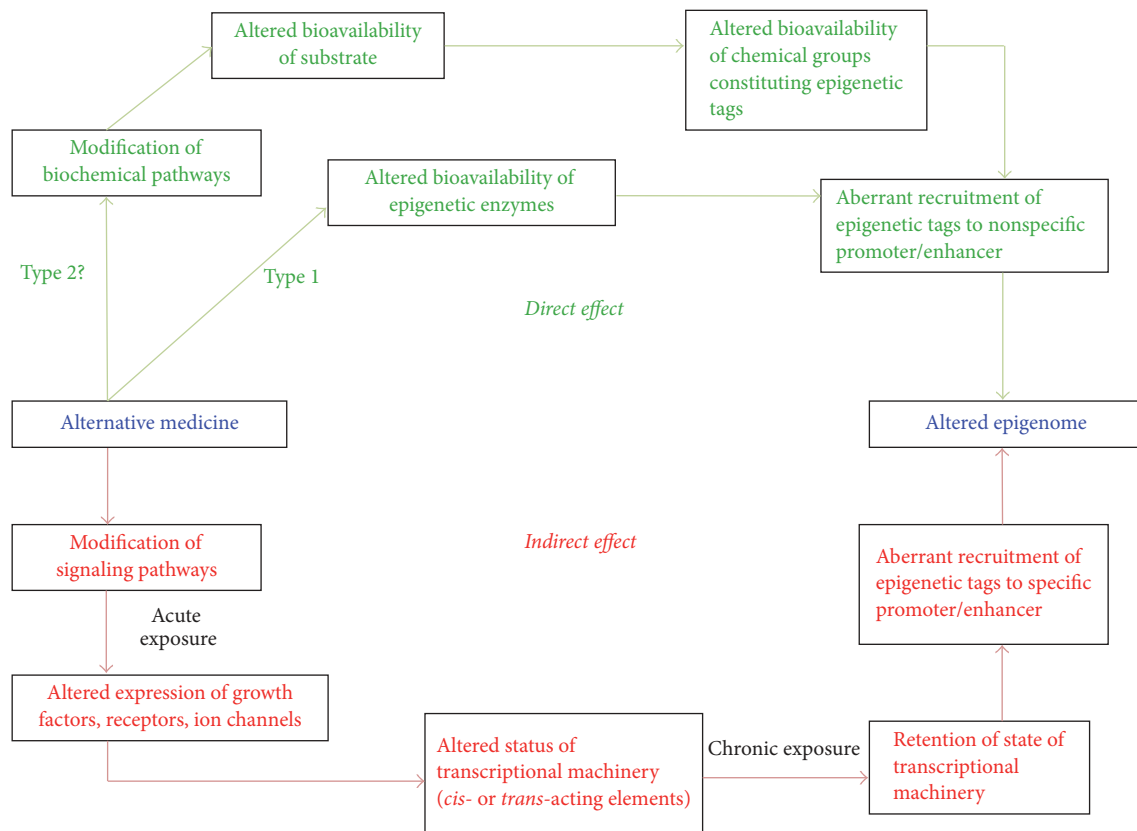 Altered bioavailability
of substrate
Altered bioavailability
of chemical groups
constituting epigenetic
tags
Modification of
biochemical pathways
Altered bioavailability of
epigenetic enzymes
Aberrant recruitment of
epigenetic tags to nonspecific
promoter/enhancer
Type 2?
Type 1
Direct effect
Alternative medicine
Altered epigenome
Modification of
signaling pathways
Indirect effect
Aberrant recruitment of
epigenetic tags to specific
promoter/enhancer
Acute
exposure
Altered expression of growth
factors, receptors, ion channels
Altered status of
transcriptional machinery
(cis- or trans-acting elements)
Chronic exposure
Retention of state of
transcriptional
machinery